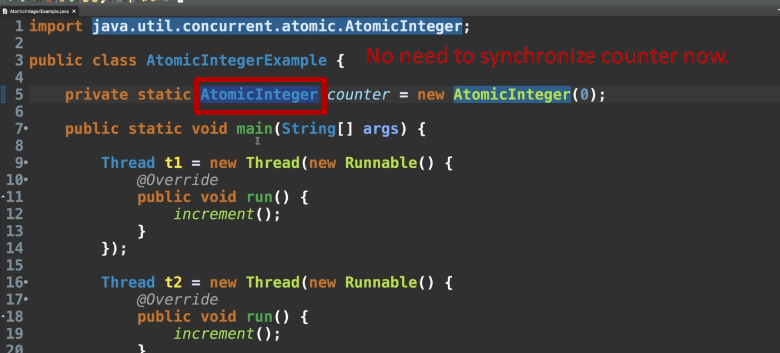 AtomicIntegerExample.java
1 import java.util.concurrent.atomic.AtomicInteger;
2
3 public class AtomicIntegerExample { No need to synchronize counter now.
4
5 private static AtomicInteger counter = new AtomicInteger(0);
6
7 public static void main(String[] args) {
8
9 Thread t1 = new Thread(new Runnable() {
10 @Override
11 public void run() {
12 increment();
13 }
14 });
15
16 Thread t2 = new Thread(new Runnable() {
17 @Override
18 public void run() {
19 increment();
20 }